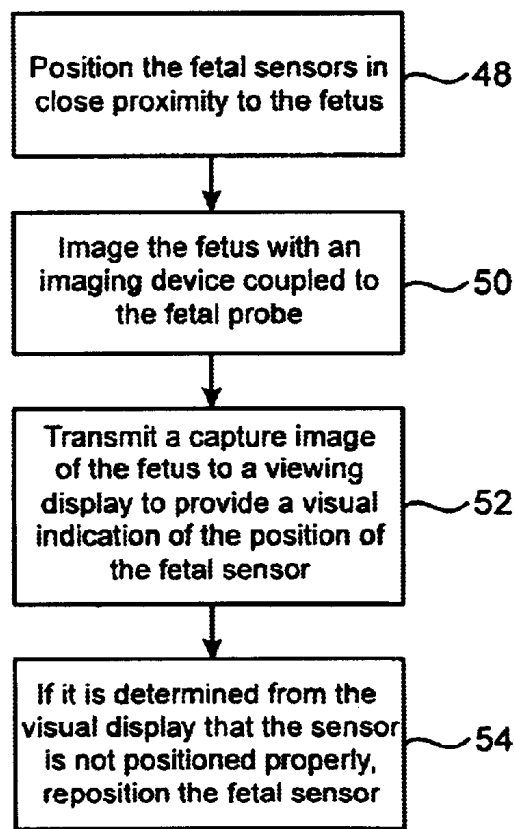 Position the fetal sensors in
close proximity to the fetus
48
Image the fetus with an
imaging device coupled to
the fetal probe
50
Transmit a capture image
of the fetus to a viewing
display to provide a visual
indication of the position of
the fetal sensor
52
If it is determined from the
visual display that the sensor
is not positioned properly,
reposition the fetal sensor
54